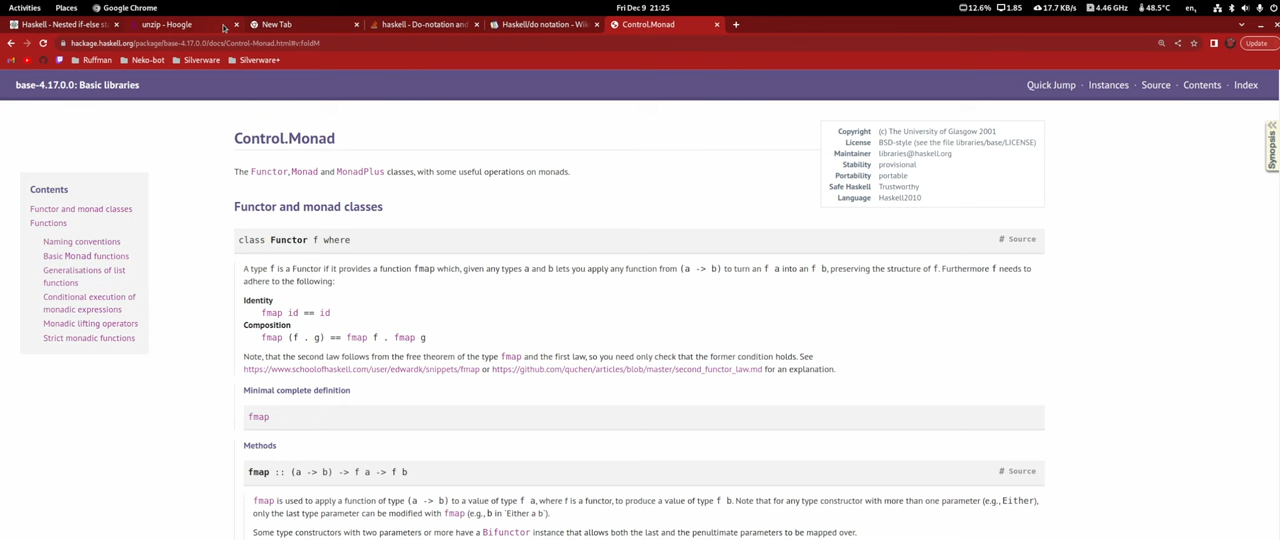 Activities Places Google Chrome Fri Dec 9 21:25 12.6% 1.85 17.7 KB/s 4.46 GHz 48.5°C en
Haskell - Nested if-else sta unzip - Hoogle New Tab haskell - Do-notation and Haskell/do notation - Wik Control.Monad
hackage.haskell.org/package/base-4.17.0.0/docs/Control-Monad.html#v:foldM Update
Ruffman Neko-bot Silverware Silverware+
base-4.17.0.0: Basic libraries Quick Jump · Instances · Source · Contents · Index
Control.Monad
Copyright (c) The University of Glasgow 2001
License BSD-style (see the file libraries/base/LICENSE)
Maintainer libraries@haskell.org
Stability provisional
Portability portable
Safe Haskell Trustworthy
Language Haskell2010
Synopsis
The Functor, Monad and MonadPlus classes, with some useful operations on monads.
Contents
Functor and monad classes
Functions
Naming conventions
Basic Monad functions
Generalisations of list
functions
Conditional execution of
monadic expressions
Monadic lifting operators
Strict monadic functions
Functor and monad classes
class Functor f where # Source
A type f is a Functor if it provides a function fmap which, given any types a and b lets you apply any function from (a -> b) to turn an f a into an f b, preserving the structure of f. Furthermore f needs to
adhere to the following:
Identity
fmap id == id
Composition
fmap (f . g) == fmap f . fmap g
Note, that the second law follows from the free theorem of the type fmap and the first law, so you need only check that the former condition holds. See
https://www.schoolofhaskell.com/user/edwardk/snippets/fmap or https://github.com/quchen/articles/blob/master/second_functor_law.md for an explanation.
Minimal complete definition
fmap
Methods
fmap :: (a -> b) -> f a -> f b # Source
fmap is used to apply a function of type (a -> b) to a value of type f a, where f is a functor, to produce a value of type f b. Note that for any type constructor with more than one parameter (e.g., Either),
only the last type parameter can be modified with fmap (e.g., b in `Either a b`).
Some type constructors with two parameters or more have a Bifunctor instance that allows both the last and the penultimate parameters to be mapped over.